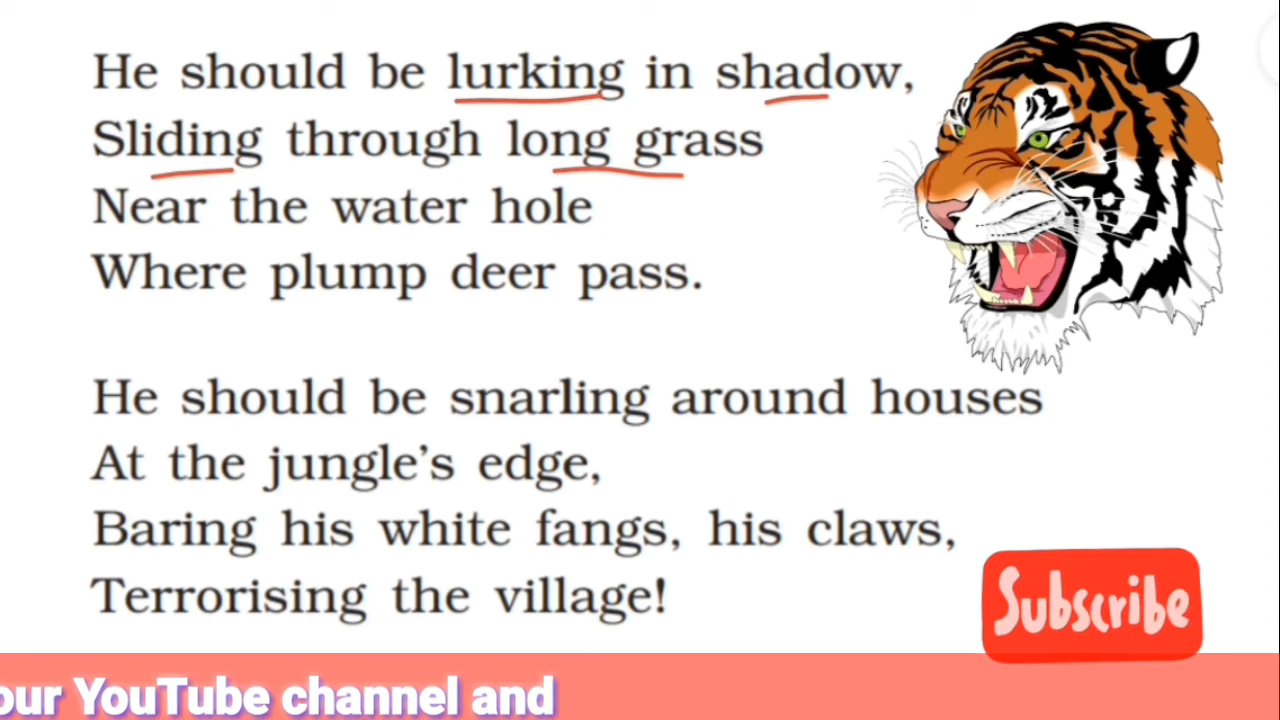 He should be lurking in shadow,
Sliding through long grass
Near the water hole
Where plump deer pass.
He should be snarling around houses
At the jungle's edge,
Baring his white fangs, his claws,
Terrorising the village!
Subscribe
our YouTube channel and